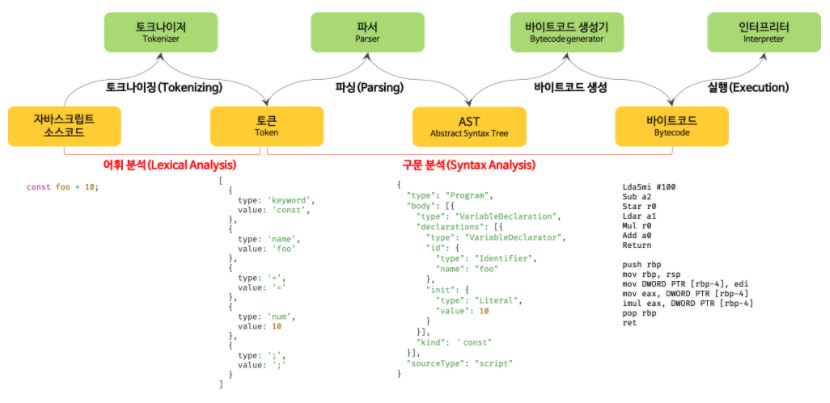 토크나이저
Tokenizer
파서
Parser
바이트코드 생성기
Bytecode generator
인터프리터
Interpreter
토크나이징(Tokenizing)
파싱(Parsing)
바이트코드 생성
실행(Execution)
자바스크립트
소스코드
토큰
Token
AST
Abstract Syntax Tree
바이트코드
Bytecode
어휘 분석(Lexical Analysis)
구문 분석(Syntax Analysis)
const foo = 10;
[
  {
    type: 'keyword',
    value: 'const',
  },
  {
    type: 'name',
    value: 'foo'
  },
  {
    type: '=',
    value: '='
  },
  {
    type: 'num',
    value: 10
  },
  {
    type: ';',
    value: ';'
  }
]
{
  "type": "Program",
  "body": [{
    "type": "VariableDeclaration",
    "declarations": [{
      "type": "VariableDeclarator",
      "id": {
        "type": "Identifier",
        "name": "foo"
      },
      "init": {
        "type": "Literal",
        "value": 10
      }
    }],
    "kind": 'const'
  }],
  "sourceType": "script"
}
LdaSmi #100
Sub a2
Star r0
Ldar a1
Mul r0
Add a0
Return
push rbp
mov rbp, rsp
mov DWORD PTR [rbp-4], edi
mov eax, DWORD PTR [rbp-4]
imul eax, DWORD PTR [rbp-4]
pop rbp
ret